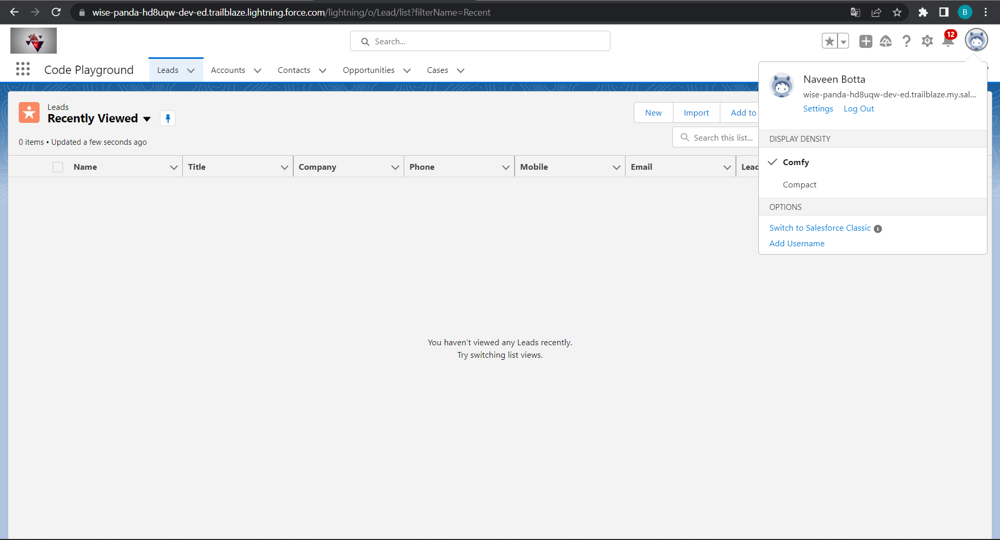 wise-panda-hd8uqw-dev-ed.trailblaze.lightning.force.com/lightning/o/Lead/list?filterName=Recent
B
Search...
12
Code Playground
Leads
Accounts
Contacts
Opportunities
Cases
Naveen Botta
wise-panda-hd8uqw-dev-ed.trailblaze.my.sal...
Settings
Log Out
DISPLAY DENSITY
Comfy
Compact
OPTIONS
Switch to Salesforce Classic
Add Username
Leads
Recently Viewed
New
Import
Add to
0 items • Updated a few seconds ago
Search this list...
Name
Title
Company
Phone
Mobile
Email
Lead
You haven't viewed any Leads recently.
Try switching list views.